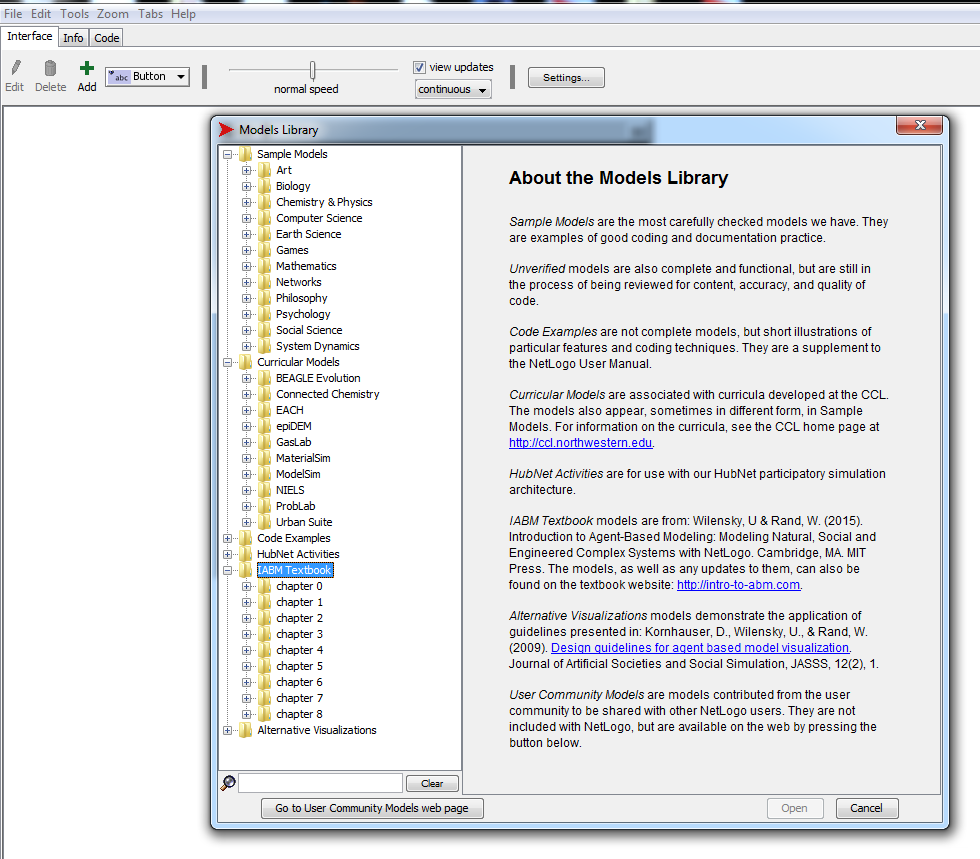 File Edit Tools Zoom Tabs Help
Interface Info Code
Edit Delete Add abc Button normal speed view updates continuous Settings...
Models Library
Sample Models
Art
Biology
Chemistry & Physics
Computer Science
Earth Science
Games
Mathematics
Networks
Philosophy
Psychology
Social Science
System Dynamics
Curricular Models
BEAGLE Evolution
Connected Chemistry
EACH
epiDEM
GasLab
MaterialSim
ModelSim
NIELS
ProbLab
Urban Suite
Code Examples
HubNet Activities
IABM Textbook
chapter 0
chapter 1
chapter 2
chapter 3
chapter 4
chapter 5
chapter 6
chapter 7
chapter 8
Alternative Visualizations
Clear
About the Models Library
Sample Models are the most carefully checked models we have. They
are examples of good coding and documentation practice.
Unverified models are also complete and functional, but are still in
the process of being reviewed for content, accuracy, and quality of
code.
Code Examples are not complete models, but short illustrations of
particular features and coding techniques. They are a supplement to
the NetLogo User Manual.
Curricular Models are associated with curricula developed at the CCL.
The models also appear, sometimes in different form, in Sample
Models. For information on the curricula, see the CCL home page at
http://ccl.northwestern.edu.
HubNet Activities are for use with our HubNet participatory simulation
architecture.
IABM Textbook models are from: Wilensky, U & Rand, W. (2015).
Introduction to Agent-Based Modeling: Modeling Natural, Social and
Engineered Complex Systems with NetLogo. Cambridge, MA. MIT
Press. The models, as well as any updates to them, can also be
found on the textbook website: http://intro-to-abm.com.
Alternative Visualizations models demonstrate the application of
guidelines presented in: Kornhauser, D., Wilensky, U., & Rand, W.
(2009). Design guidelines for agent based model visualization.
Journal of Artificial Societies and Social Simulation, JASSS, 12(2), 1.
User Community Models are models contributed from the user
community to be shared with other NetLogo users. They are not
included with NetLogo, but are available on the web by pressing the
button below.
Go to User Community Models web page Open Cancel